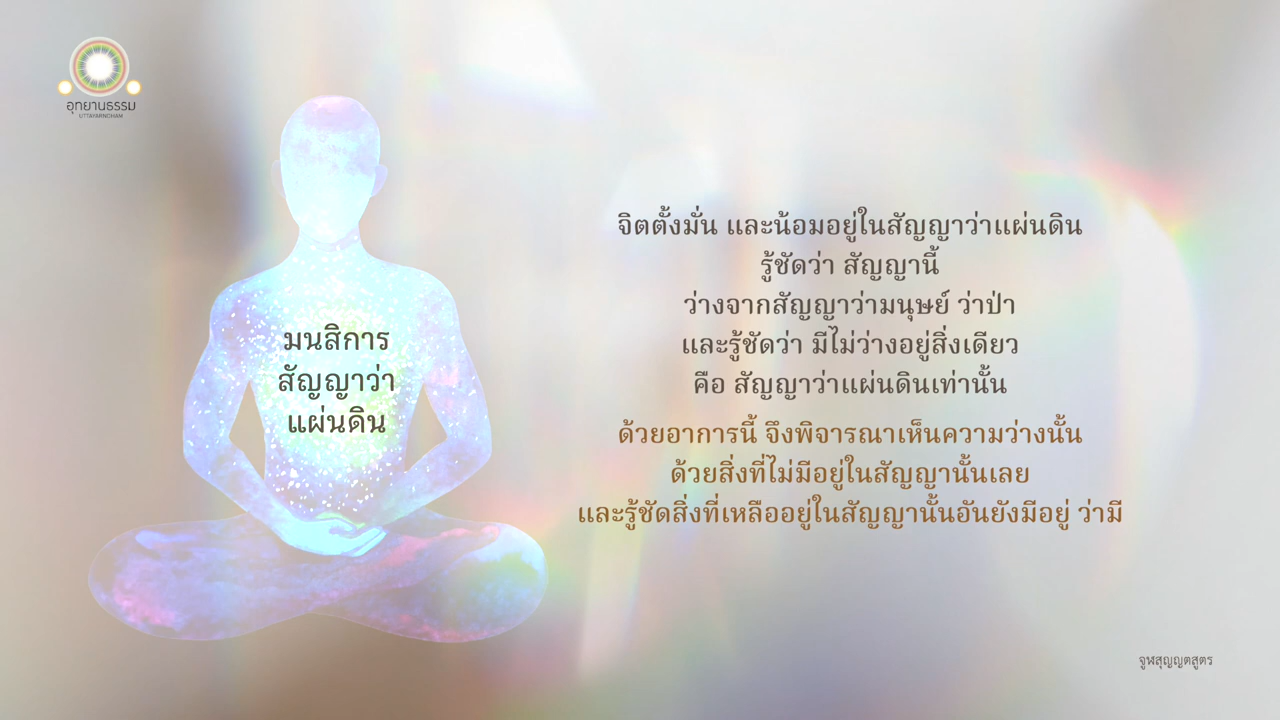 อุทยานธรรม
UTTAYARNDHAM
มนสิการ
สัญญาว่า
แผ่นดิน
จิตตั้งมั่น และน้อมอยู่ในสัญญาว่าแผ่นดิน
รู้ชัดว่า สัญญานี้
ว่างจากสัญญาว่ามนุษย์ ว่าป่า
และรู้ชัดว่า มีไม่ว่างอยู่สิ่งเดียว
คือ สัญญาว่าแผ่นดินเท่านั้น
ด้วยอาการนี้ จึงพิจารณาเห็นความว่างนั้น
ด้วยสิ่งที่ไม่มีอยู่ในสัญญานั้นเลย
และรู้ชัดสิ่งที่เหลืออยู่ในสัญญานั้นอันยังมีอยู่ ว่ามี
จูฬสุญญตสูตร